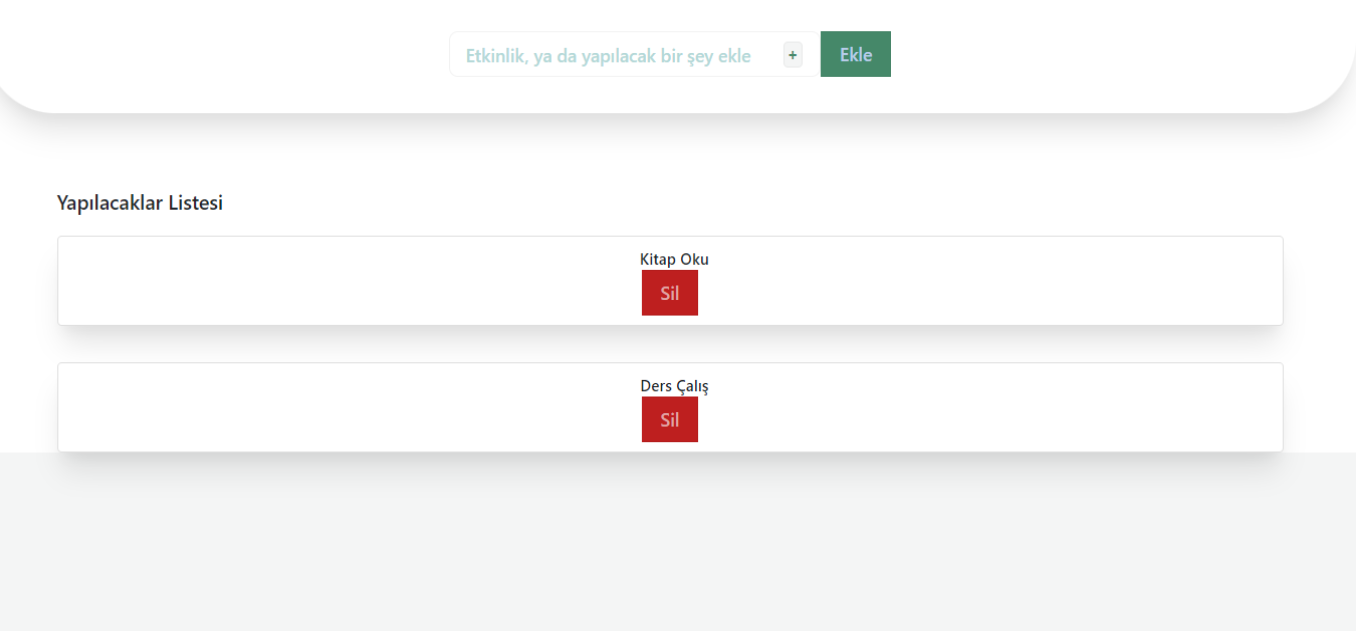 Etkinlik, ya da yapılacak bir şey ekle + Ekle
Yapılacaklar Listesi
Kitap Oku
Sil
Ders Çalış
Sil